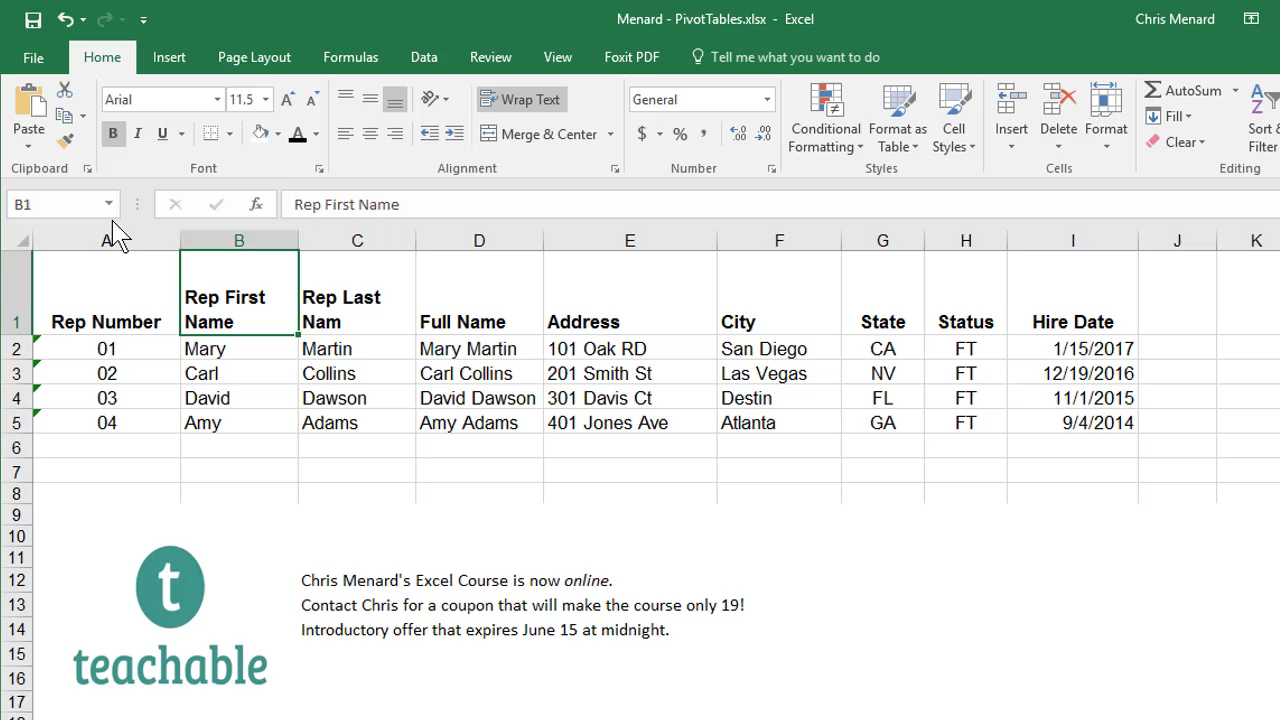 Menard - PivotTables.xlsx - Excel
Chris Menard
File Home Insert Page Layout Formulas Data Review View Foxit PDF Tell me what you want to do
Paste
Arial 11.5
B I U A
Wrap Text
Merge & Center
General
$ % ,
Conditional Formatting
Format as Table
Cell Styles
Insert
Delete
Format
AutoSum
Fill
Clear
Sort &
Filter
Clipboard Font Alignment Number Styles Cells Editing
B1 fx Rep First Name
A B C D E F G H I J K
1 Rep Number Rep First Name Rep Last Nam Full Name Address City State Status Hire Date
2 01 Mary Martin Mary Martin 101 Oak RD San Diego CA FT 1/15/2017
3 02 Carl Collins Carl Collins 201 Smith St Las Vegas NV FT 12/19/2016
4 03 David Dawson David Dawson 301 Davis Ct Destin FL FT 11/1/2015
5 04 Amy Adams Amy Adams 401 Jones Ave Atlanta GA FT 9/4/2014
6
7
8
9
10
11
12 Chris Menard's Excel Course is now online.
13 Contact Chris for a coupon that will make the course only 19!
14 Introductory offer that expires June 15 at midnight.
15
16
17
t
teachable